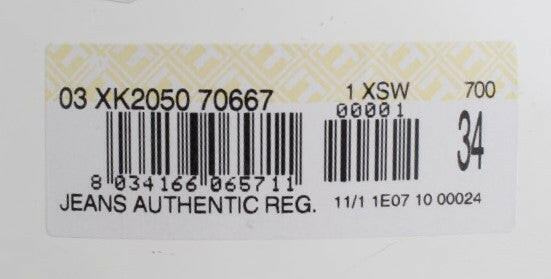 03 XK2050 70667 1 XSW 700
00001
34
8 034166 065711
JEANS AUTHENTIC REG. 11/1 1E07 10 00024